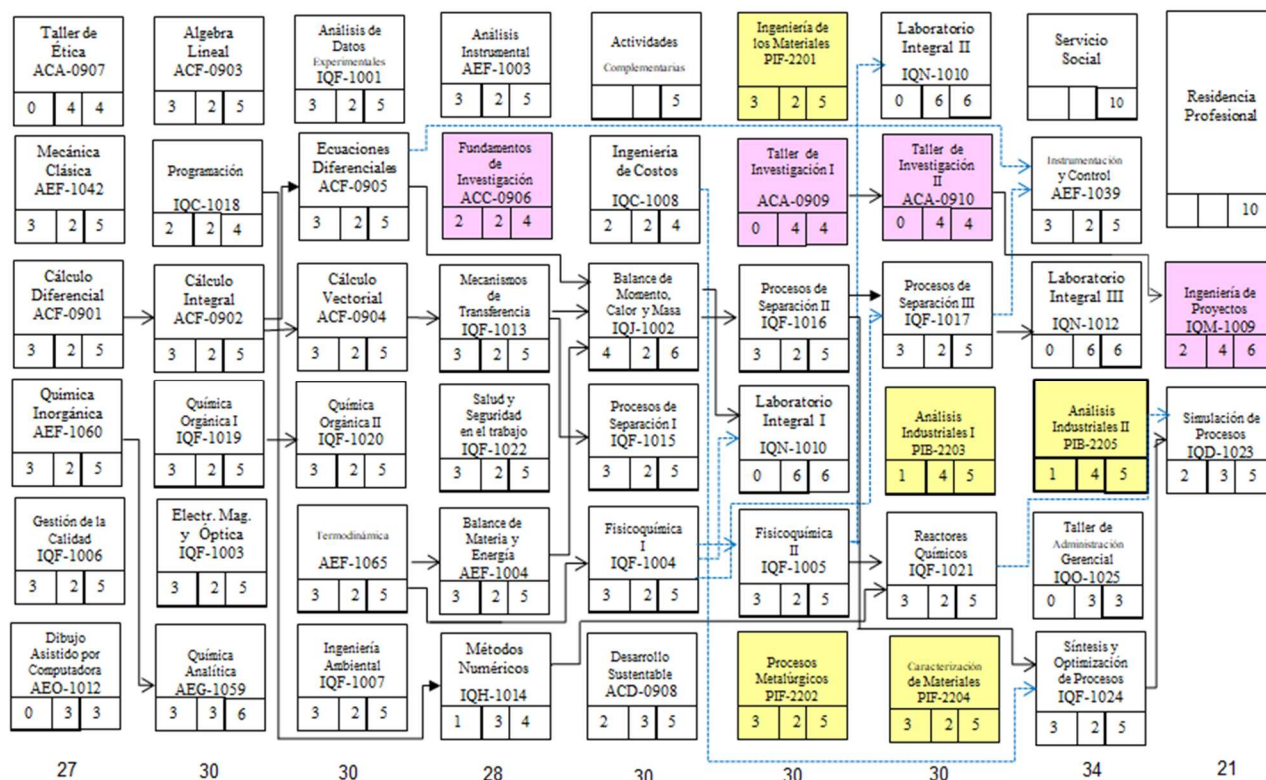 Taller de
Ética
ACA-0907
0 4 4
Algebra
Lineal
ACF-0903
3 2 5
Análisis de
Datos
Experimentales
IQF-1001
3 2 5
Análisis
Instrumental
AEF-1003
3 2 5
Actividades
Complementarias
5
Ingeniería de
los Materiales
PIF-2201
3 2 5
Laboratorio
Integral II
IQN-1010
0 6 6
Servicio
Social
10
Residencia
Profesional
10
Mecánica
Clásica
AEF-1042
3 2 5
Programación
IQC-1018
2 2 4
Ecuaciones
Diferenciales
ACF-0905
3 2 5
Fundamentos
de
Investigación
ACC-0906
2 2 4
Ingenieria
de Costos
IQC-1008
2 2 4
Taller de
Investigación I
ACA-0909
0 4 4
Taller de
Investigación
II
ACA-0910
0 4 4
Instrumentación
y Control
AEF-1039
3 2 5
Cálculo
Diferencial
ACF-0901
3 2 5
Cálculo
Integral
ACF-0902
3 2 5
Cálculo
Vectorial
ACF-0904
3 2 5
Mecanismos
de
Transferencia
IQF-1013
3 2 5
Balance de
Momento,
Calor y Masa
IQJ-1002
4 2 6
Procesos de
Separación II
IQF-1016
3 2 5
Procesos de
Separación III
IQF-1017
3 2 5
Laboratorio
Integral III
IQN-1012
0 6 6
Ingeniería de
Proyectos
IQM-1009
2 4 6
Química
Inorgánica
AEF-1060
3 2 5
Química
Orgánica I
IQF-1019
3 2 5
Química
Orgánica II
IQF-1020
3 2 5
Salud y
Seguridad
en el trabajo
IQF-1022
3 2 5
Procesos de
Separación I
IQF-1015
3 2 5
Laboratorio
Integral I
IQN-1010
0 6 6
Análisis
Industriales I
PIB-2203
1 4 5
Análisis
Industriales II
PIB-2205
1 4 5
Simulación de
Procesos
IQD-1023
2 3 5
Gestión de la
Calidad
IQF-1006
3 2 5
Electr. Mag.
y Óptica
IQF-1003
3 2 5
Termodinámica
AEF-1065
3 2 5
Balance de
Materia y
Energía
AEF-1004
3 2 5
Fisicoquímica
I
IQF-1004
3 2 5
Fisicoquímica
II
IQF-1005
3 2 5
Reactores
Químicos
IQF-1021
3 2 5
Taller de
Administración
Gerencial
IQO-1025
0 3 3
Dibujo
Asistido por
Computadora
AEO-1012
0 3 3
Química
Analítica
AEG-1059
3 3 6
Ingeniería
Ambiental
IQF-1007
3 2 5
Métodos
Numéricos
IQH-1014
1 3 4
Desarrollo
Sustentable
ACD-0908
2 3 5
Procesos
Metalúrgicos
PIF-2202
3 2 5
Caracterización
de Materiales
PIF-2204
3 2 5
Síntesis y
Optimización
de Procesos
IQF-1024
3 2 5
27 30 30 28 30 30 30 34 21